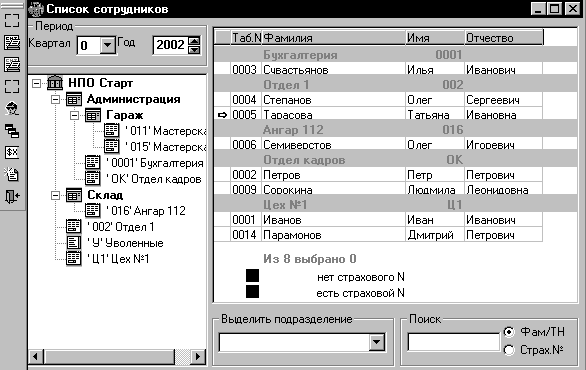 Список сотрудников
Период
Квартал 0 Год 2002
НПО Старт
Администрация
Гараж
'011' Мастерска
'015' Мастерска
'0001' Бухгалтерия
'ОК' Отдел кадров
Склад
'016' Ангар 112
'002' Отдел 1
'У' Уволенные
'Ц1' Цех №1
Таб.N Фамилия Имя Отчество
Бухгалтерия 0001
0003 Сувастьянов Илья Иванович
Отдел 1 002
0004 Степанов Олег Сергеевич
0005 Тарасова Татьяна Ивановна
Ангар 112 016
0006 Семиверстов Олег Игоревич
Отдел кадров ОК
0002 Петров Петр Петрович
0009 Сорокина Людмила Леонидовна
Цех №1 Ц1
0001 Иванов Иван Иванович
0014 Парамонов Дмитрий Петрович
Из 8 выбрано 0
нет страхового N
есть страховой N
Выделить подразделение
Поиск
Фам/ТН
Страх.№